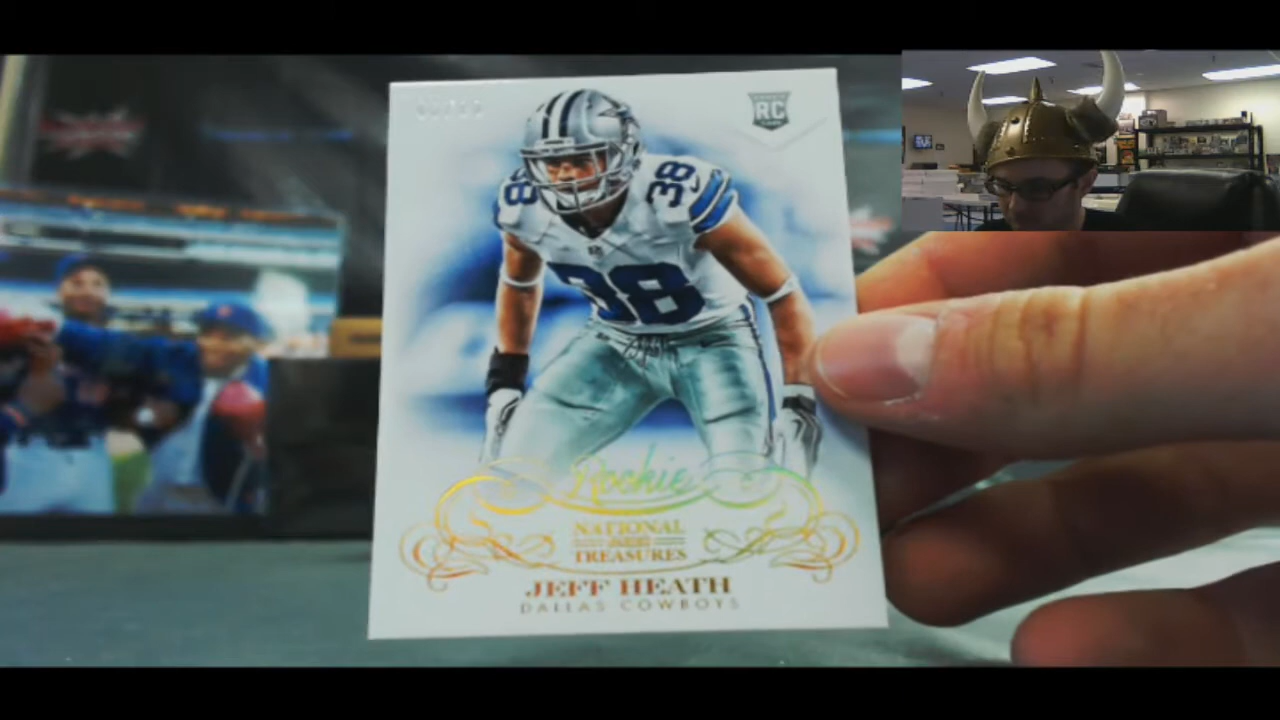 RC
38
38
38
Rookie
NATIONAL
TREASURES
JEFF HEATH
DALLAS COWBOYS